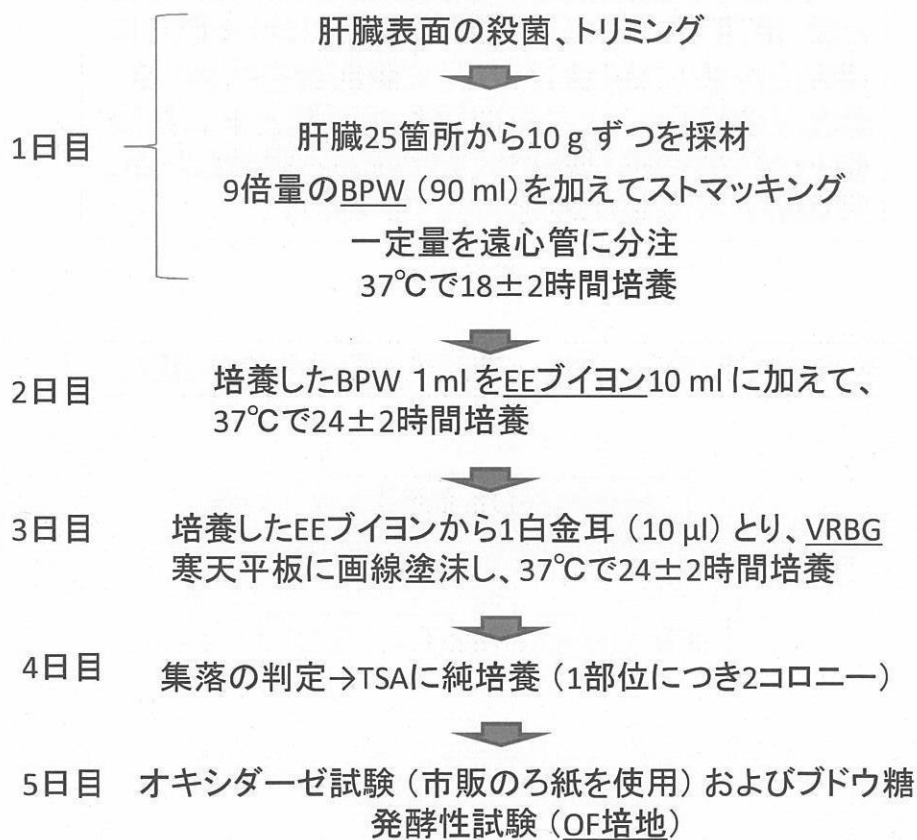 肝臓表面の殺菌、トリミング
1日目
肝臓25箇所から10 g ずつを採材
9倍量のBPW (90 ml)を加えてストマッキング
一定量を遠心管に分注
37℃で18±2時間培養
2日目
培養したBPW 1mlをEEブイヨン10 mlに加えて、
37℃で24±2時間培養
3日目
培養したEEブイヨンから1白金耳 (10 µl) とり、VRBG
寒天平板に画線塗沫し、37℃で24±2時間培養
4日目
集落の判定→TSAに純培養 (1部位につき2コロニー)
5日目
オキシダーゼ試験 (市販のろ紙を使用) およびブドウ糖
発酵性試験 (OF培地)